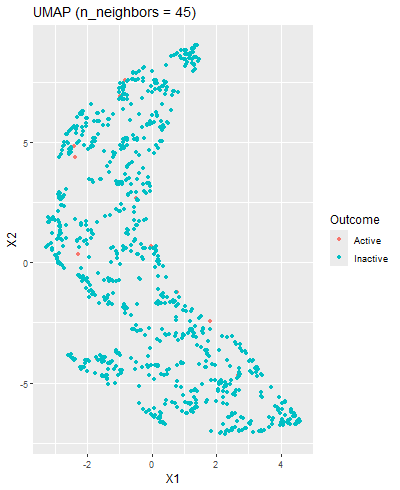 UMAP (n_neighbors = 45)
5
0
-5
X2
-2
0
2
4
X1
Outcome
Active
Inactive